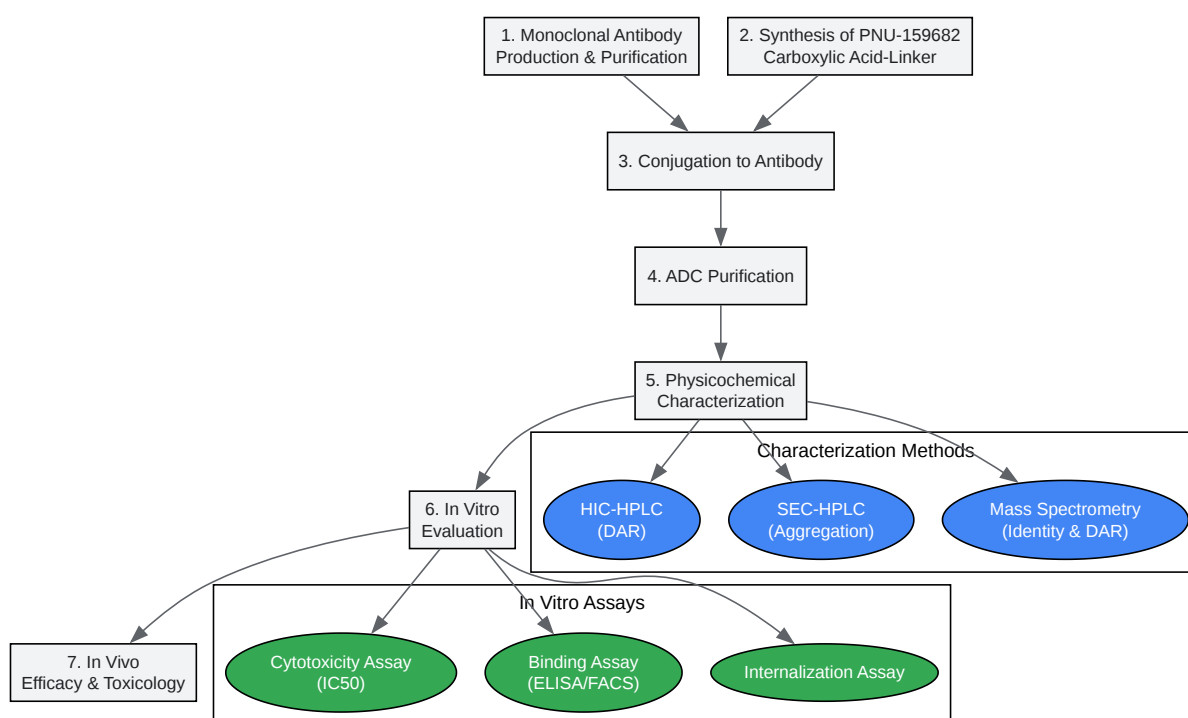 1. Monoclonal Antibody
Production & Purification
2. Synthesis of PNU-159682
Carboxylic Acid-Linker
3. Conjugation to Antibody
4. ADC Purification
5. Physicochemical
Characterization
Characterization Methods
HIC-HPLC
(DAR)
SEC-HPLC
(Aggregation)
Mass Spectrometry
(Identity & DAR)
6. In Vitro
Evaluation
In Vitro Assays
7. In Vivo
Efficacy & Toxicology
Cytotoxicity Assay
(IC50)
Binding Assay
(ELISA/FACS)
Internalization Assay